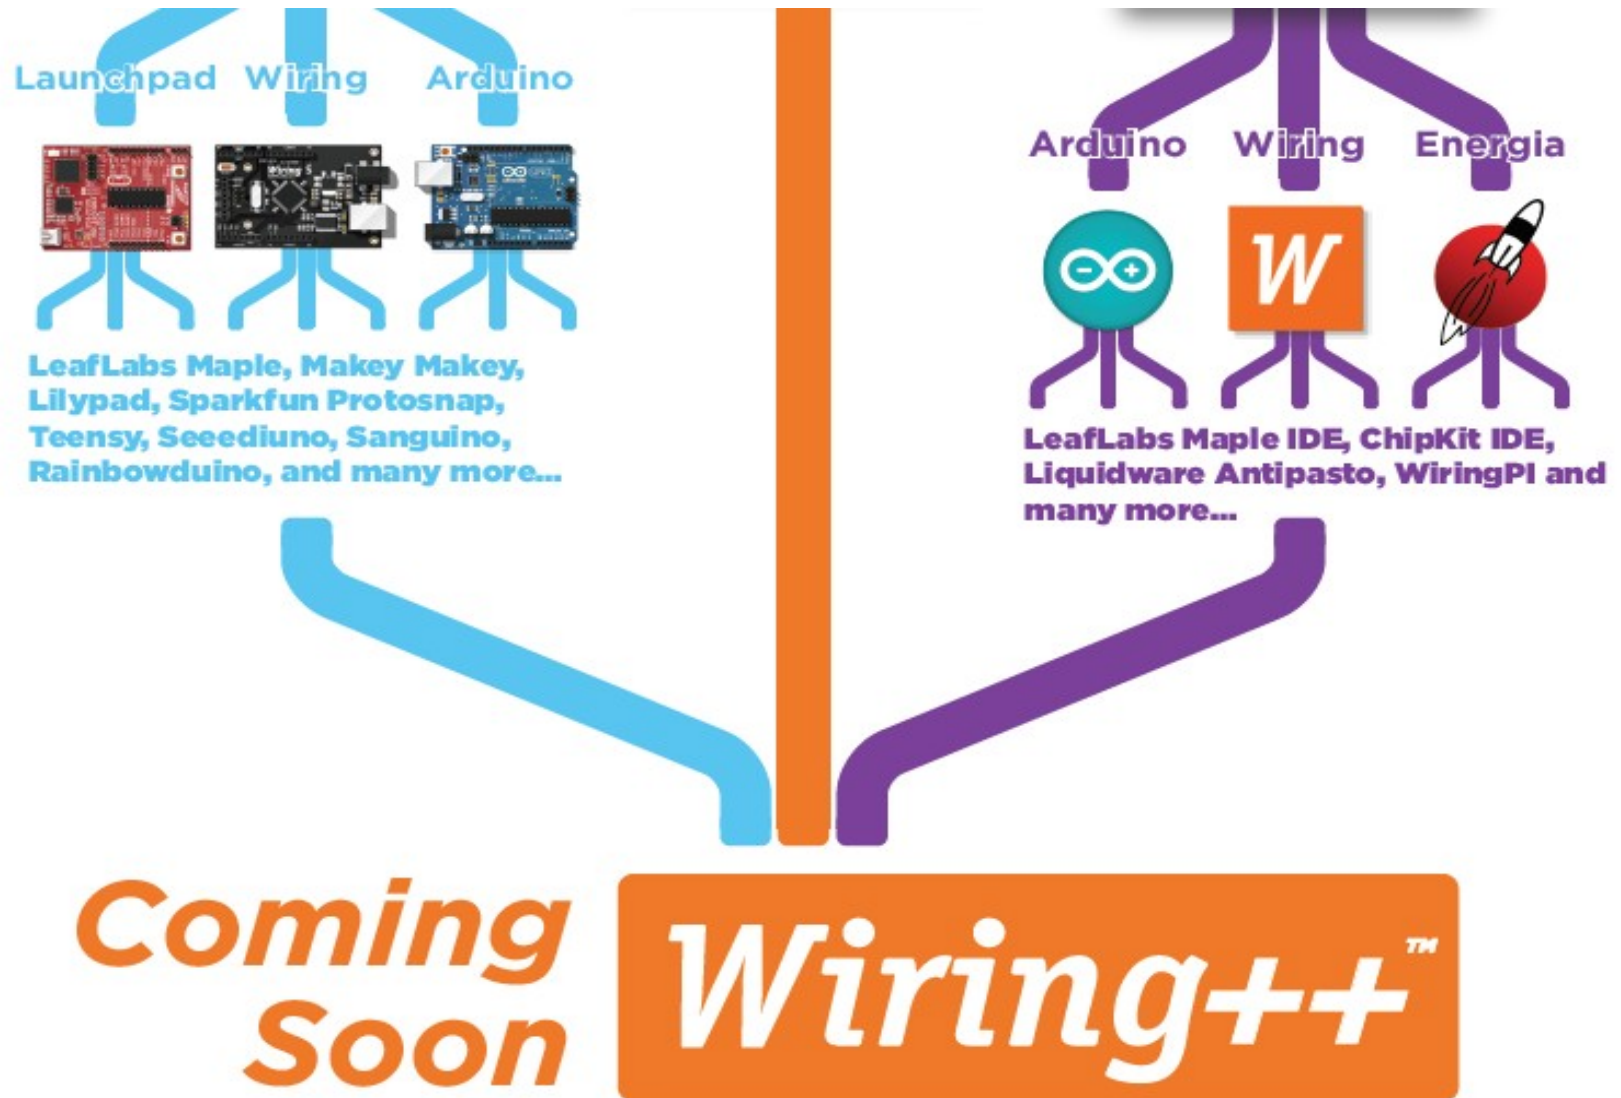 Launchpad Wiring Arduino
LeafLabs Maple, Makey Makey,
Lilypad, Sparkfun Protosnap,
Teensy, Seeediuno, Sanguino,
Rainbowduino, and many more...
Arduino Wiring Energia
W
LeafLabs Maple IDE, ChipKit IDE,
Liquidware Antipasto, WiringPI and
many more...
Coming
Soon
Wiring++™